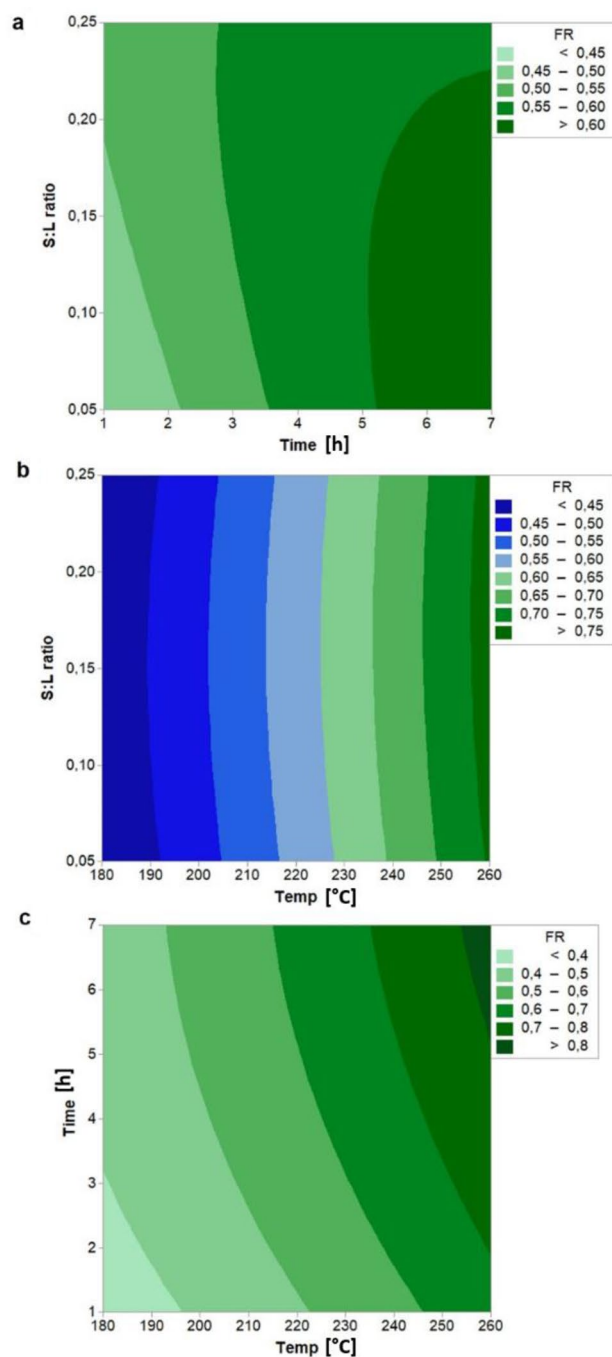 a
S:L ratio
0,25
0,20
0,15
0,10
0,05
1 2 3 4 5 6 7
Time [h]
FR
< 0,45
0,45 – 0,50
0,50 – 0,55
0,55 – 0,60
> 0,60
b
S:L ratio
0,25
0,20
0,15
0,10
0,05
180 190 200 210 220 230 240 250 260
Temp [°C]
FR
< 0,45
0,45 – 0,50
0,50 – 0,55
0,55 – 0,60
0,60 – 0,65
0,65 – 0,70
0,70 – 0,75
> 0,75
c
Time [h]
7
6
5
4
3
2
1
180 190 200 210 220 230 240 250 260
Temp [°C]
FR
< 0,4
0,4 – 0,5
0,5 – 0,6
0,6 – 0,7
0,7 – 0,8
> 0,8